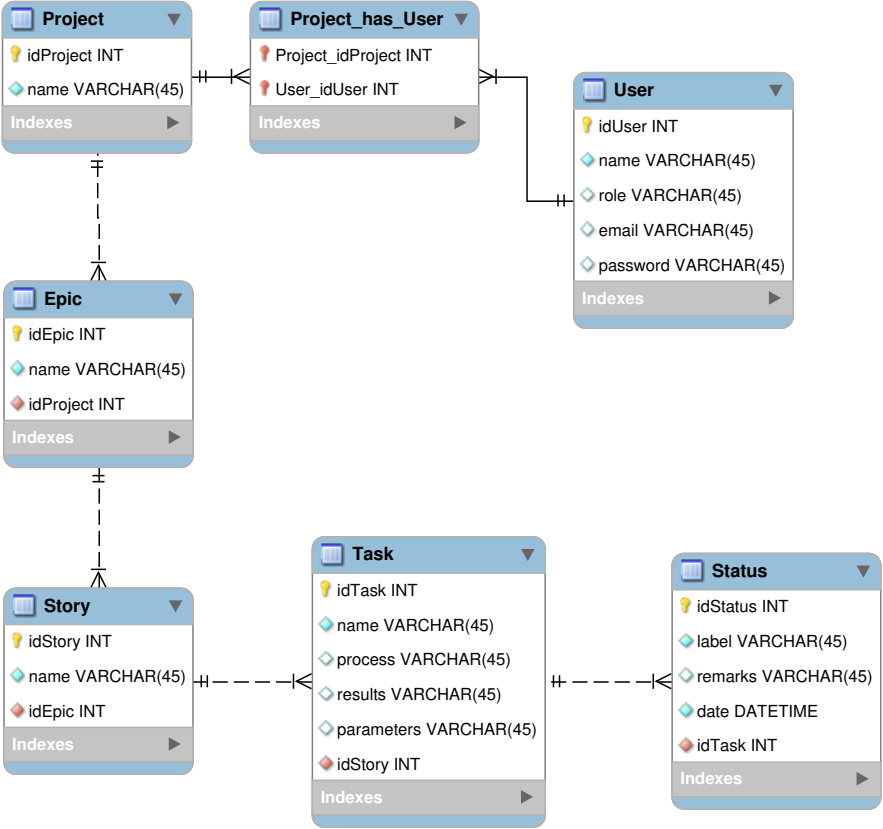 Project
idProject INT
name VARCHAR(45)
Indexes
Project_has_User
Project_idProject INT
User_idUser INT
Indexes
User
idUser INT
name VARCHAR(45)
role VARCHAR(45)
email VARCHAR(45)
password VARCHAR(45)
Indexes
Epic
idEpic INT
name VARCHAR(45)
idProject INT
Indexes
Story
idStory INT
name VARCHAR(45)
idEpic INT
Indexes
Task
idTask INT
name VARCHAR(45)
process VARCHAR(45)
results VARCHAR(45)
parameters VARCHAR(45)
idStory INT
Indexes
Status
idStatus INT
label VARCHAR(45)
remarks VARCHAR(45)
date DATETIME
idTask INT
Indexes